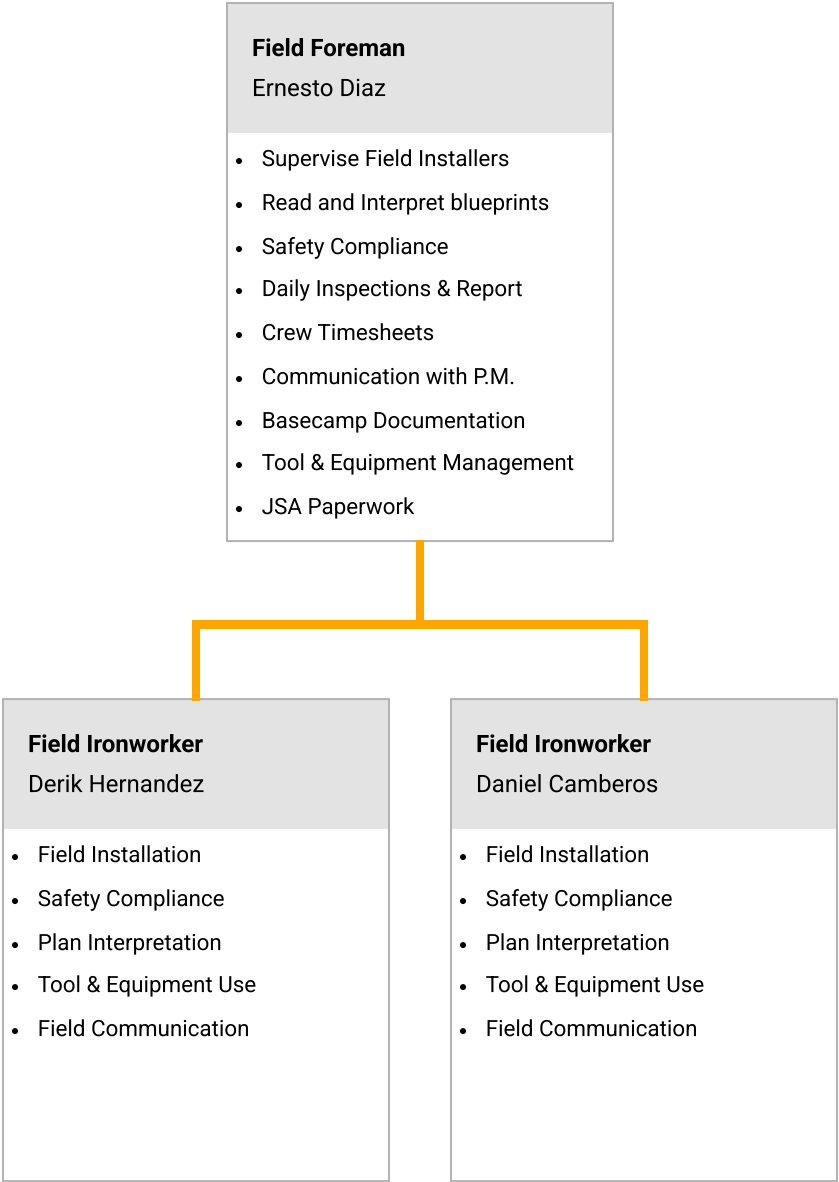 Field Foreman
Ernesto Diaz
• Supervise Field Installers
• Read and Interpret blueprints
• Safety Compliance
• Daily Inspections & Report
• Crew Timesheets
• Communication with P.M.
• Basecamp Documentation
• Tool & Equipment Management
• JSA Paperwork
Field Ironworker
Derik Hernandez
• Field Installation
• Safety Compliance
• Plan Interpretation
• Tool & Equipment Use
• Field Communication
Field Ironworker
Daniel Camberos
• Field Installation
• Safety Compliance
• Plan Interpretation
• Tool & Equipment Use
• Field Communication